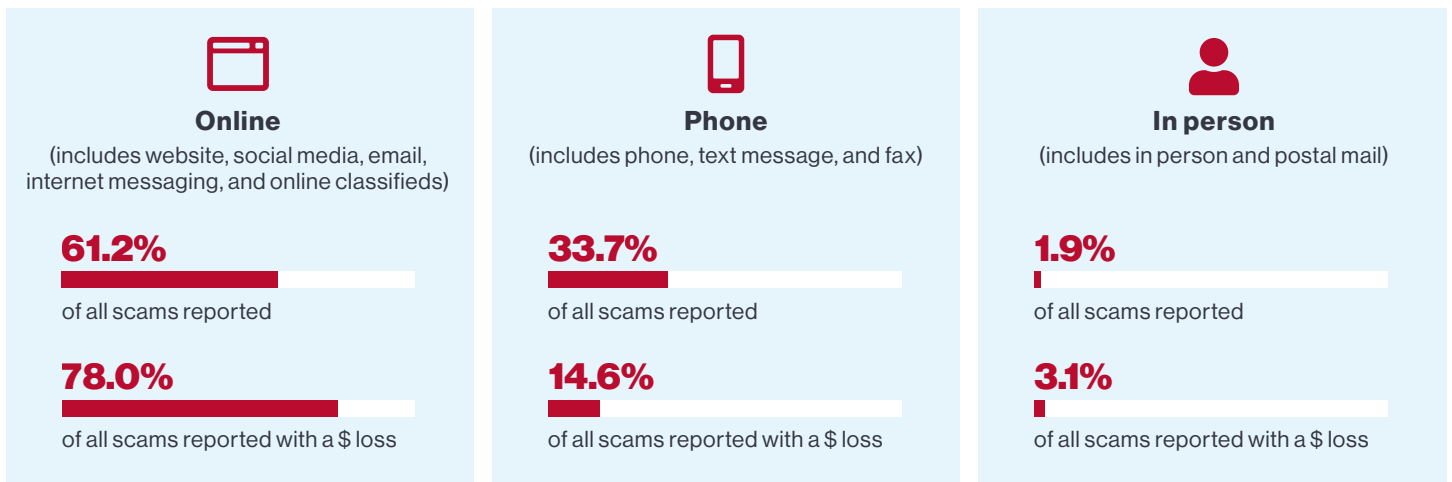 Online
(includes website, social media, email,
internet messaging, and online classifieds)
61.2%
of all scams reported
78.0%
of all scams reported with a $ loss
Phone
(includes phone, text message, and fax)
33.7%
of all scams reported
14.6%
of all scams reported with a $ loss
In person
(includes in person and postal mail)
1.9%
of all scams reported
3.1%
of all scams reported with a $ loss